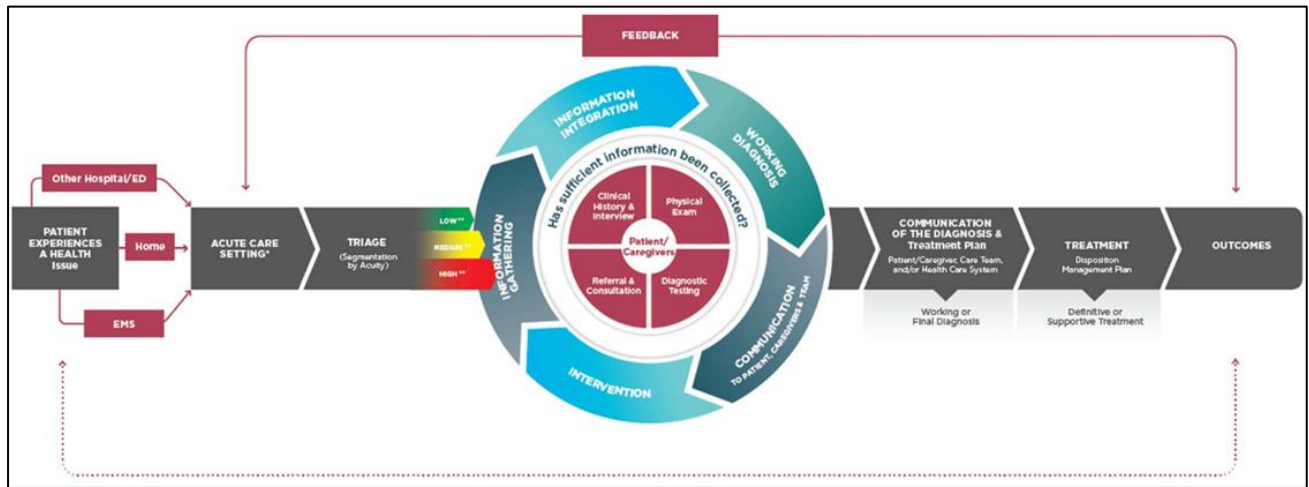 FEEDBACK
Other Hospital/ED
PATIENT
EXPERIENCES
A HEALTH
Issue
Home
EMS
ACUTE CARE
SETTING*
TRIAGE
(Segmentation
by Acuity)
LOW**
MEDIUM**
HIGH**
INFORMATION
GATHERING
INFORMATION
INTEGRATION
WORKING
DIAGNOSIS
COMMUNICATION
TO PATIENT, CAREGIVERS & TEAM
INTERVENTION
Has sufficient information been collected?
Clinical
History &
Interview
Physical
Exam
Patient/
Caregivers
Referral &
Consultation
Diagnostic
Testing
COMMUNICATION
OF THE DIAGNOSIS &
Treatment Plan
Patient/Caregiver, Care Team,
and/or Health Care System
Working or
Final Diagnosis
TREATMENT
Disposition
Management Plan
Definitive or
Supportive Treatment
OUTCOMES